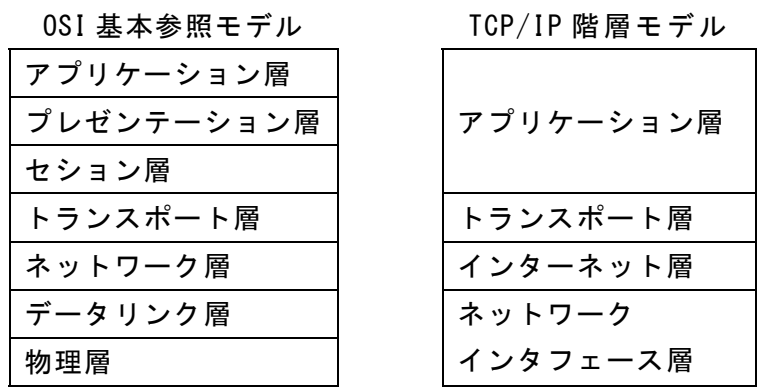 OSI 基本参照モデル
アプリケーション層
プレゼンテーション層
セション層
トランスポート層
ネットワーク層
データリンク層
物理層
TCP/IP 階層モデル
アプリケーション層
トランスポート層
インターネット層
ネットワーク
インタフェース層